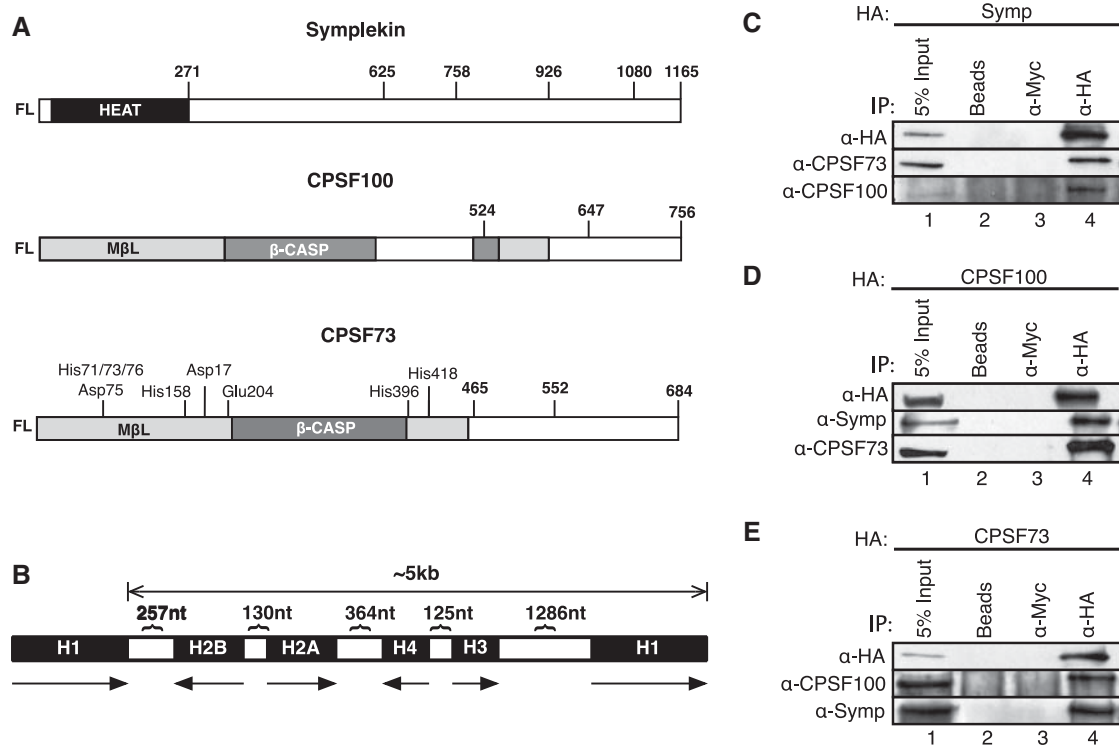 A
Symplekin
271 625 758 926 1080 1165
FL HEAT
CPSF100
524 647 756
FL MβL β-CASP
CPSF73
His71/73/76 Asp17 His418
Asp75 His158 Glu204 His396 465 552 684
FL MβL β-CASP
B
~5kb
257nt 130nt 364nt 125nt 1286nt
H1 H2B H2A H4 H3 H1
C
HA: Symp
IP: 5% Input Beads α-Myc α-HA
α-HA
α-CPSF73
α-CPSF100
1 2 3 4
D
HA: CPSF100
IP: 5% Input Beads α-Myc α-HA
α-HA
α-Symp
α-CPSF73
1 2 3 4
E
HA: CPSF73
IP: 5% Input Beads α-Myc α-HA
α-HA
α-CPSF100
α-Symp
1 2 3 4